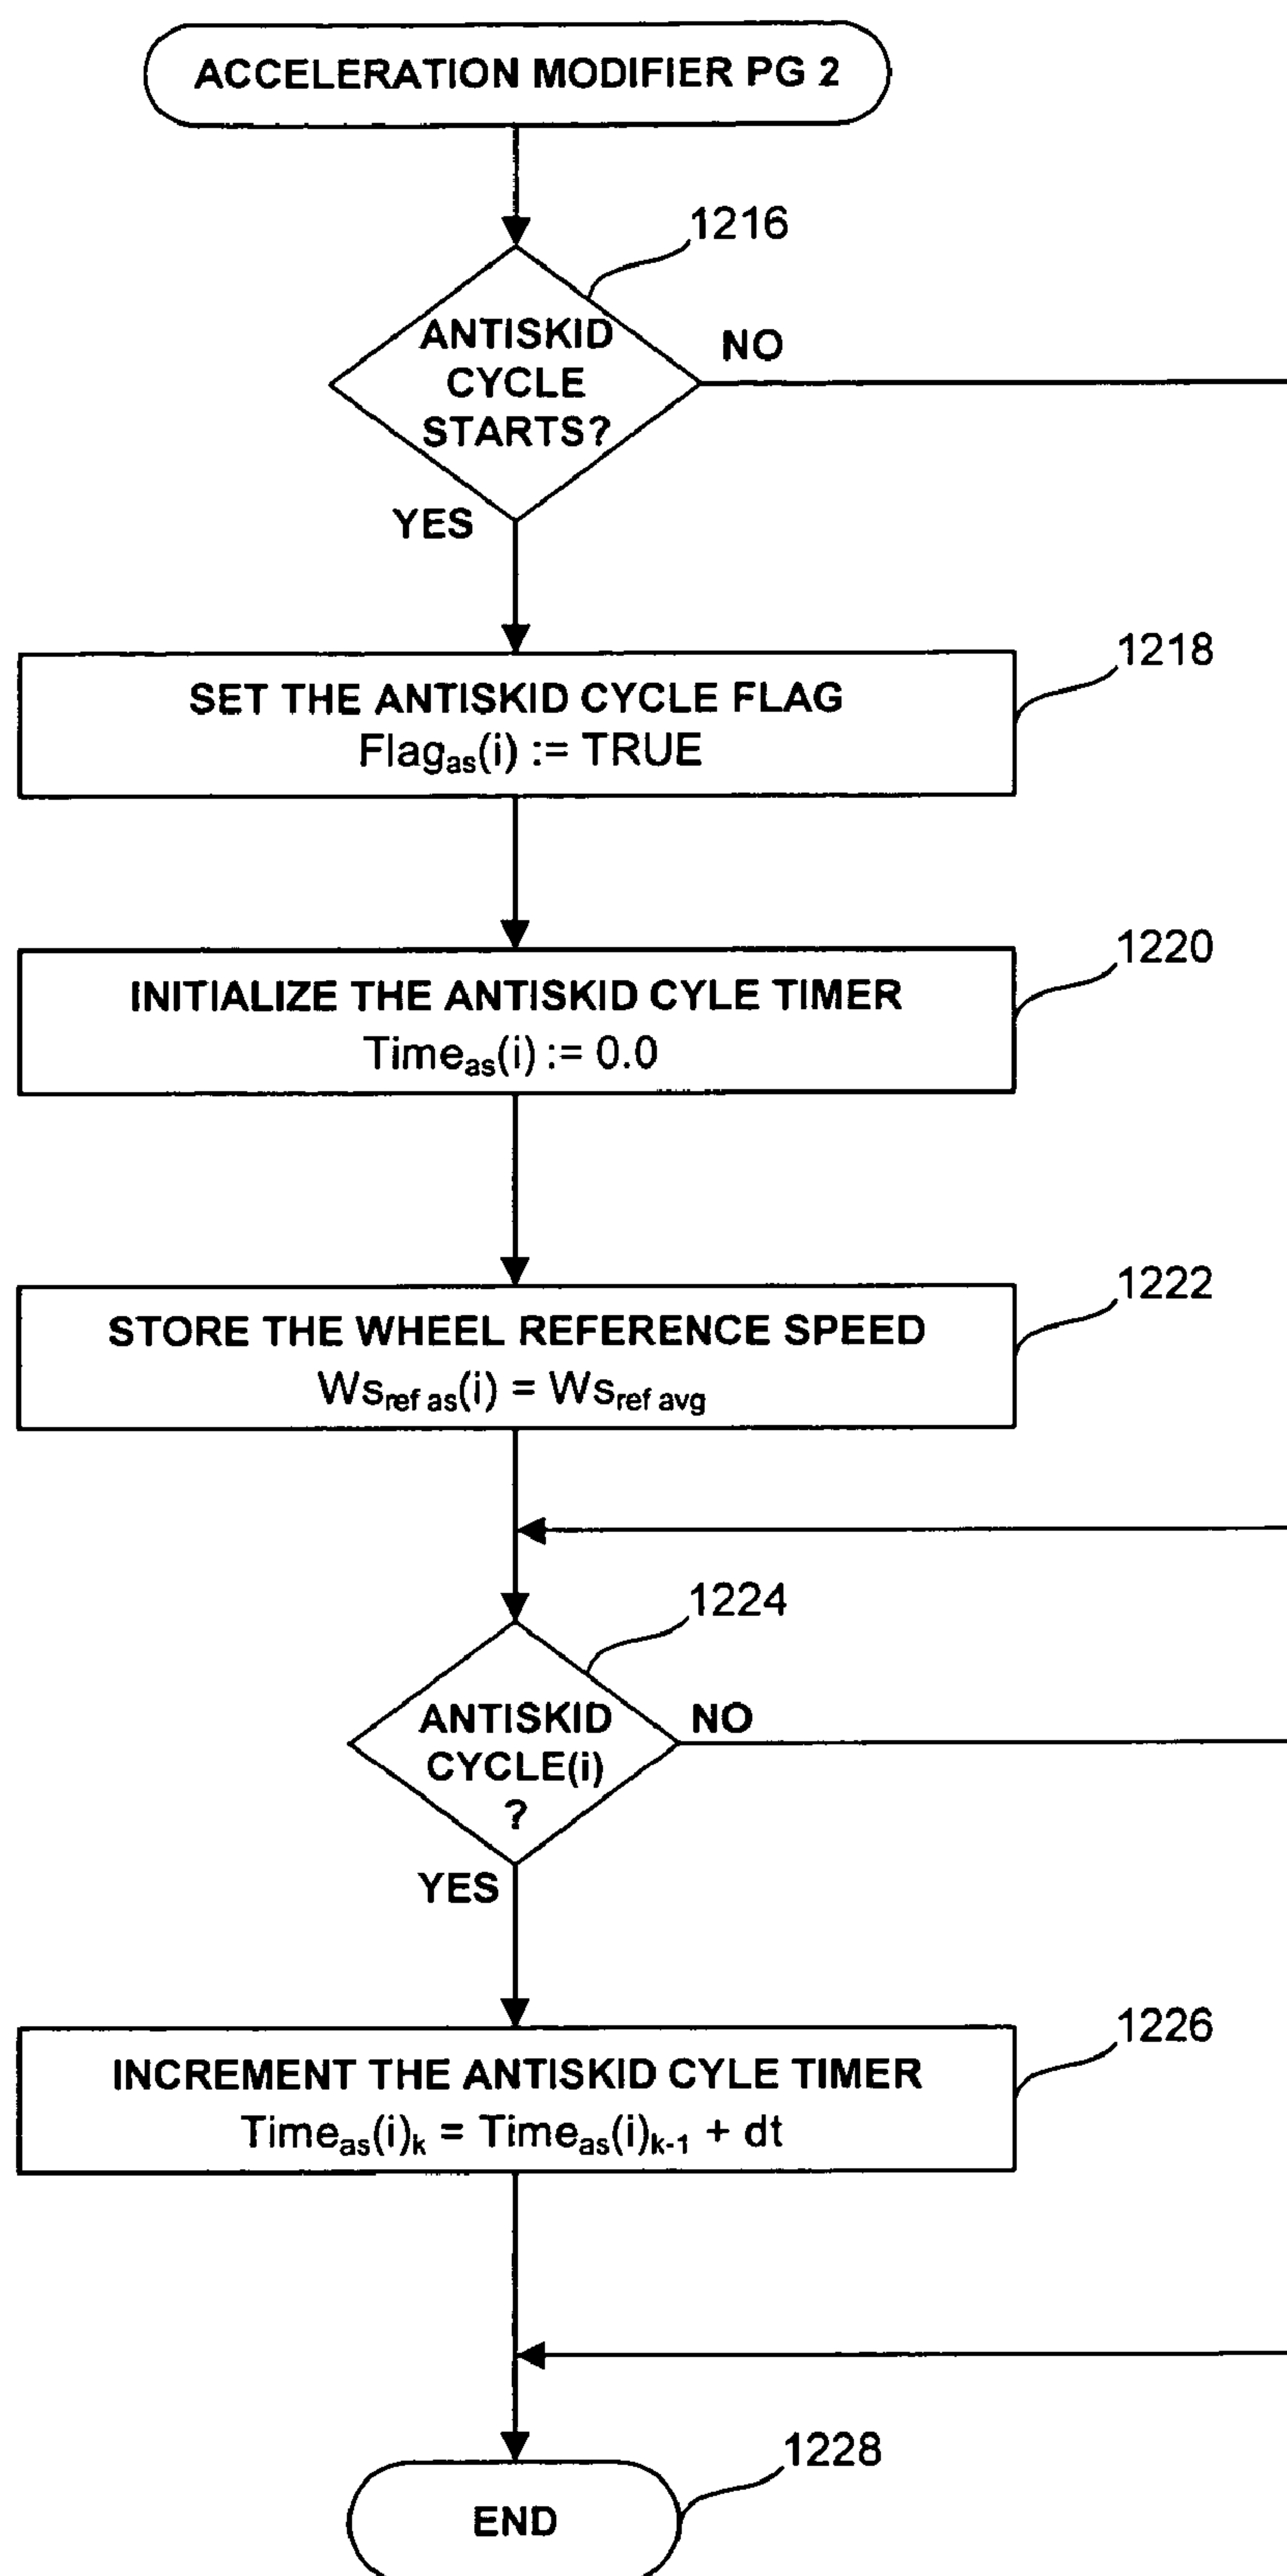 ACCELERATION MODIFIER PG 2
1216
ANTISKID
CYCLE
STARTS?
NO
YES
1218
SET THE ANTISKID CYCLE FLAG
Flagas(i) := TRUE
1220
INITIALIZE THE ANTISKID CYLE TIMER
Timeas(i) := 0.0
1222
STORE THE WHEEL REFERENCE SPEED
Wsref as(i) = Wsref avg
1224
ANTISKID
CYCLE(i)
?
NO
YES
1226
INCREMENT THE ANTISKID CYLE TIMER
Timeas(i)k = Timeas(i)k-1 + dt
1228
END